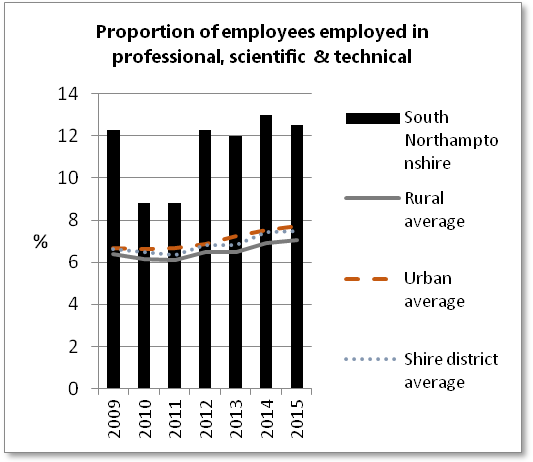 Proportion of employees employed in
professional, scientific & technical
14
12
10
8
6
4
2
0
%
2009
2010
2011
2012
2013
2014
2015
South
Northampto
nshire
Rural
average
Urban
average
Shire district
average